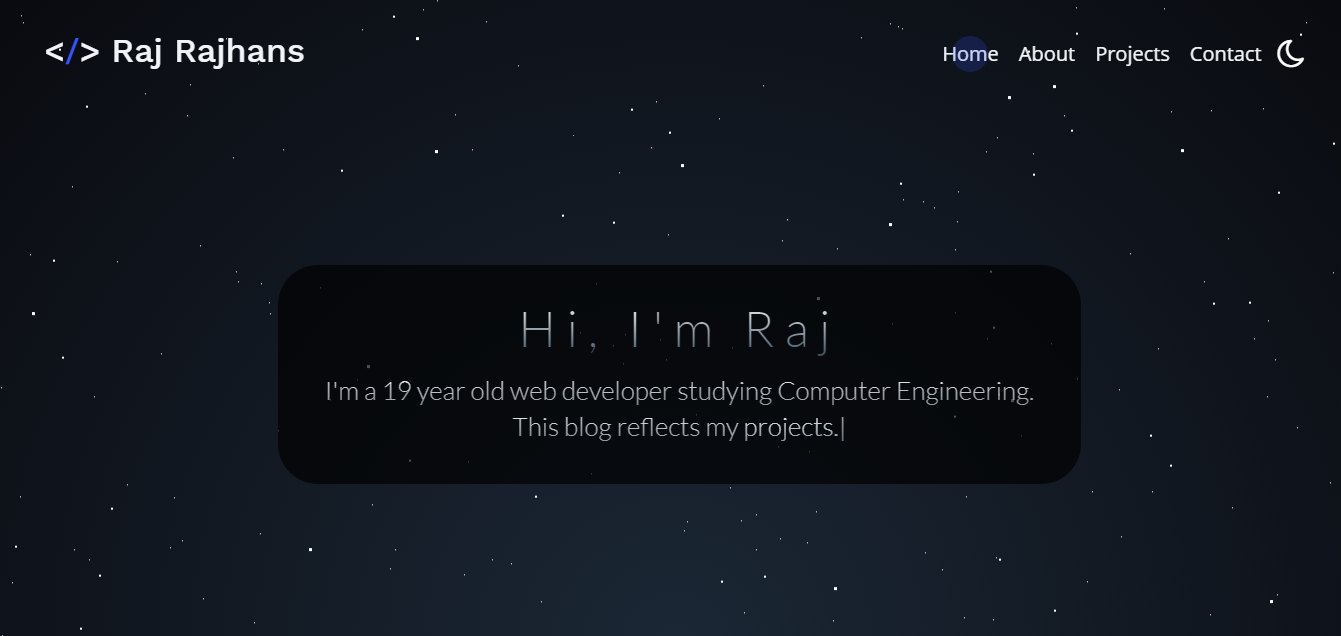 </> Raj Rajhans
Home About Projects Contact
Hi, I'm Raj
I'm a 19 year old web developer studying Computer Engineering.
This blog reflects my projects.|